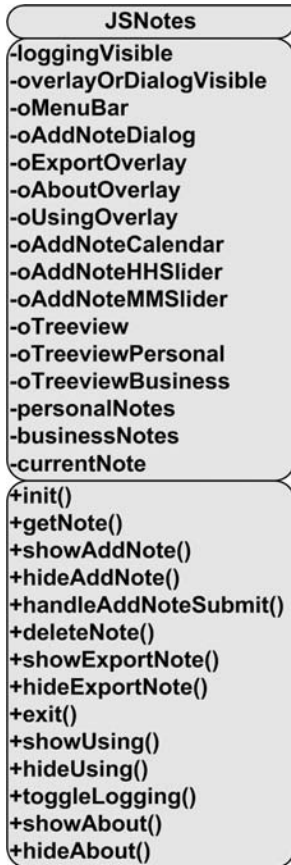 JSNotes
-loggingVisible
-overlayOrDialogVisible
-oMenuBar
-oAddNoteDialog
-oExportOverlay
-oAboutOverlay
-oUsingOverlay
-oAddNoteCalendar
-oAddNoteHHSlider
-oAddNoteMMSlider
-oTreeview
-oTreeviewPersonal
-oTreeviewBusiness
-personalNotes
-businessNotes
-currentNote
+init()
+getNote()
+showAddNote()
+hideAddNote()
+handleAddNoteSubmit()
+deleteNote()
+showExportNote()
+hideExportNote()
+exit()
+showUsing()
+hideUsing()
+toggleLogging()
+showAbout()
+hideAbout()